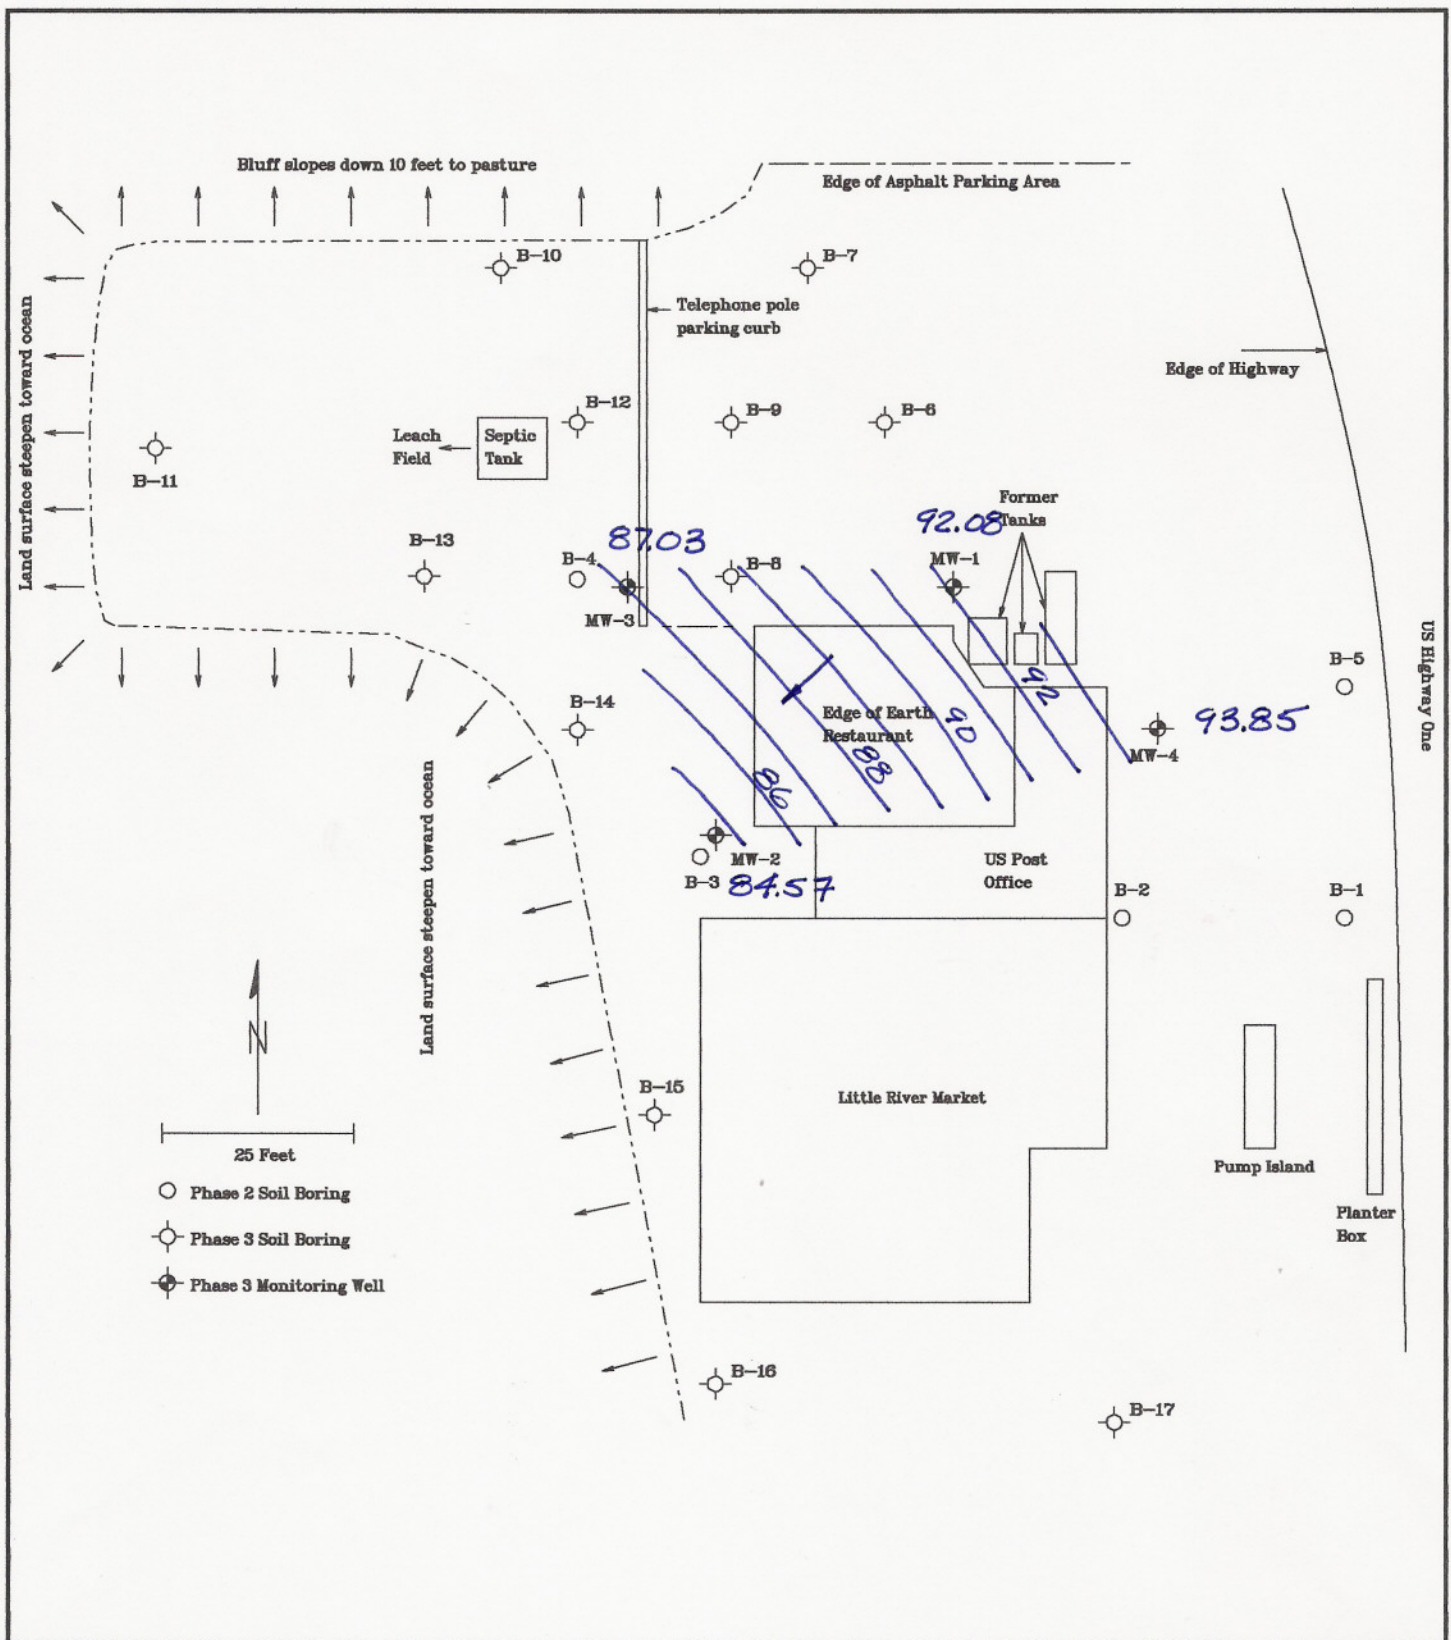 Bluff slopes down 10 feet to pasture
Edge of Asphalt Parking Area
B-10
B-7
Telephone pole
parking curb
Edge of Highway
Land surface steepen toward ocean
B-12
B-9
B-6
Leach
Field
Septic
Tank
B-11
Former
Tanks
92.08
87.03
B-13
B-4
B-8
MW-1
MW-3
B-5
US Highway One
92
B-14
90
Edge of Earth
Restaurant
93.85
MW-4
88
86
Land surface steepen toward ocean
MW-2
B-3
84.57
US Post
Office
B-2
B-1
N
B-15
Little River Market
25 Feet
Pump Island
Phase 2 Soil Boring
Planter
Box
Phase 3 Soil Boring
Phase 3 Monitoring Well
B-16
B-17